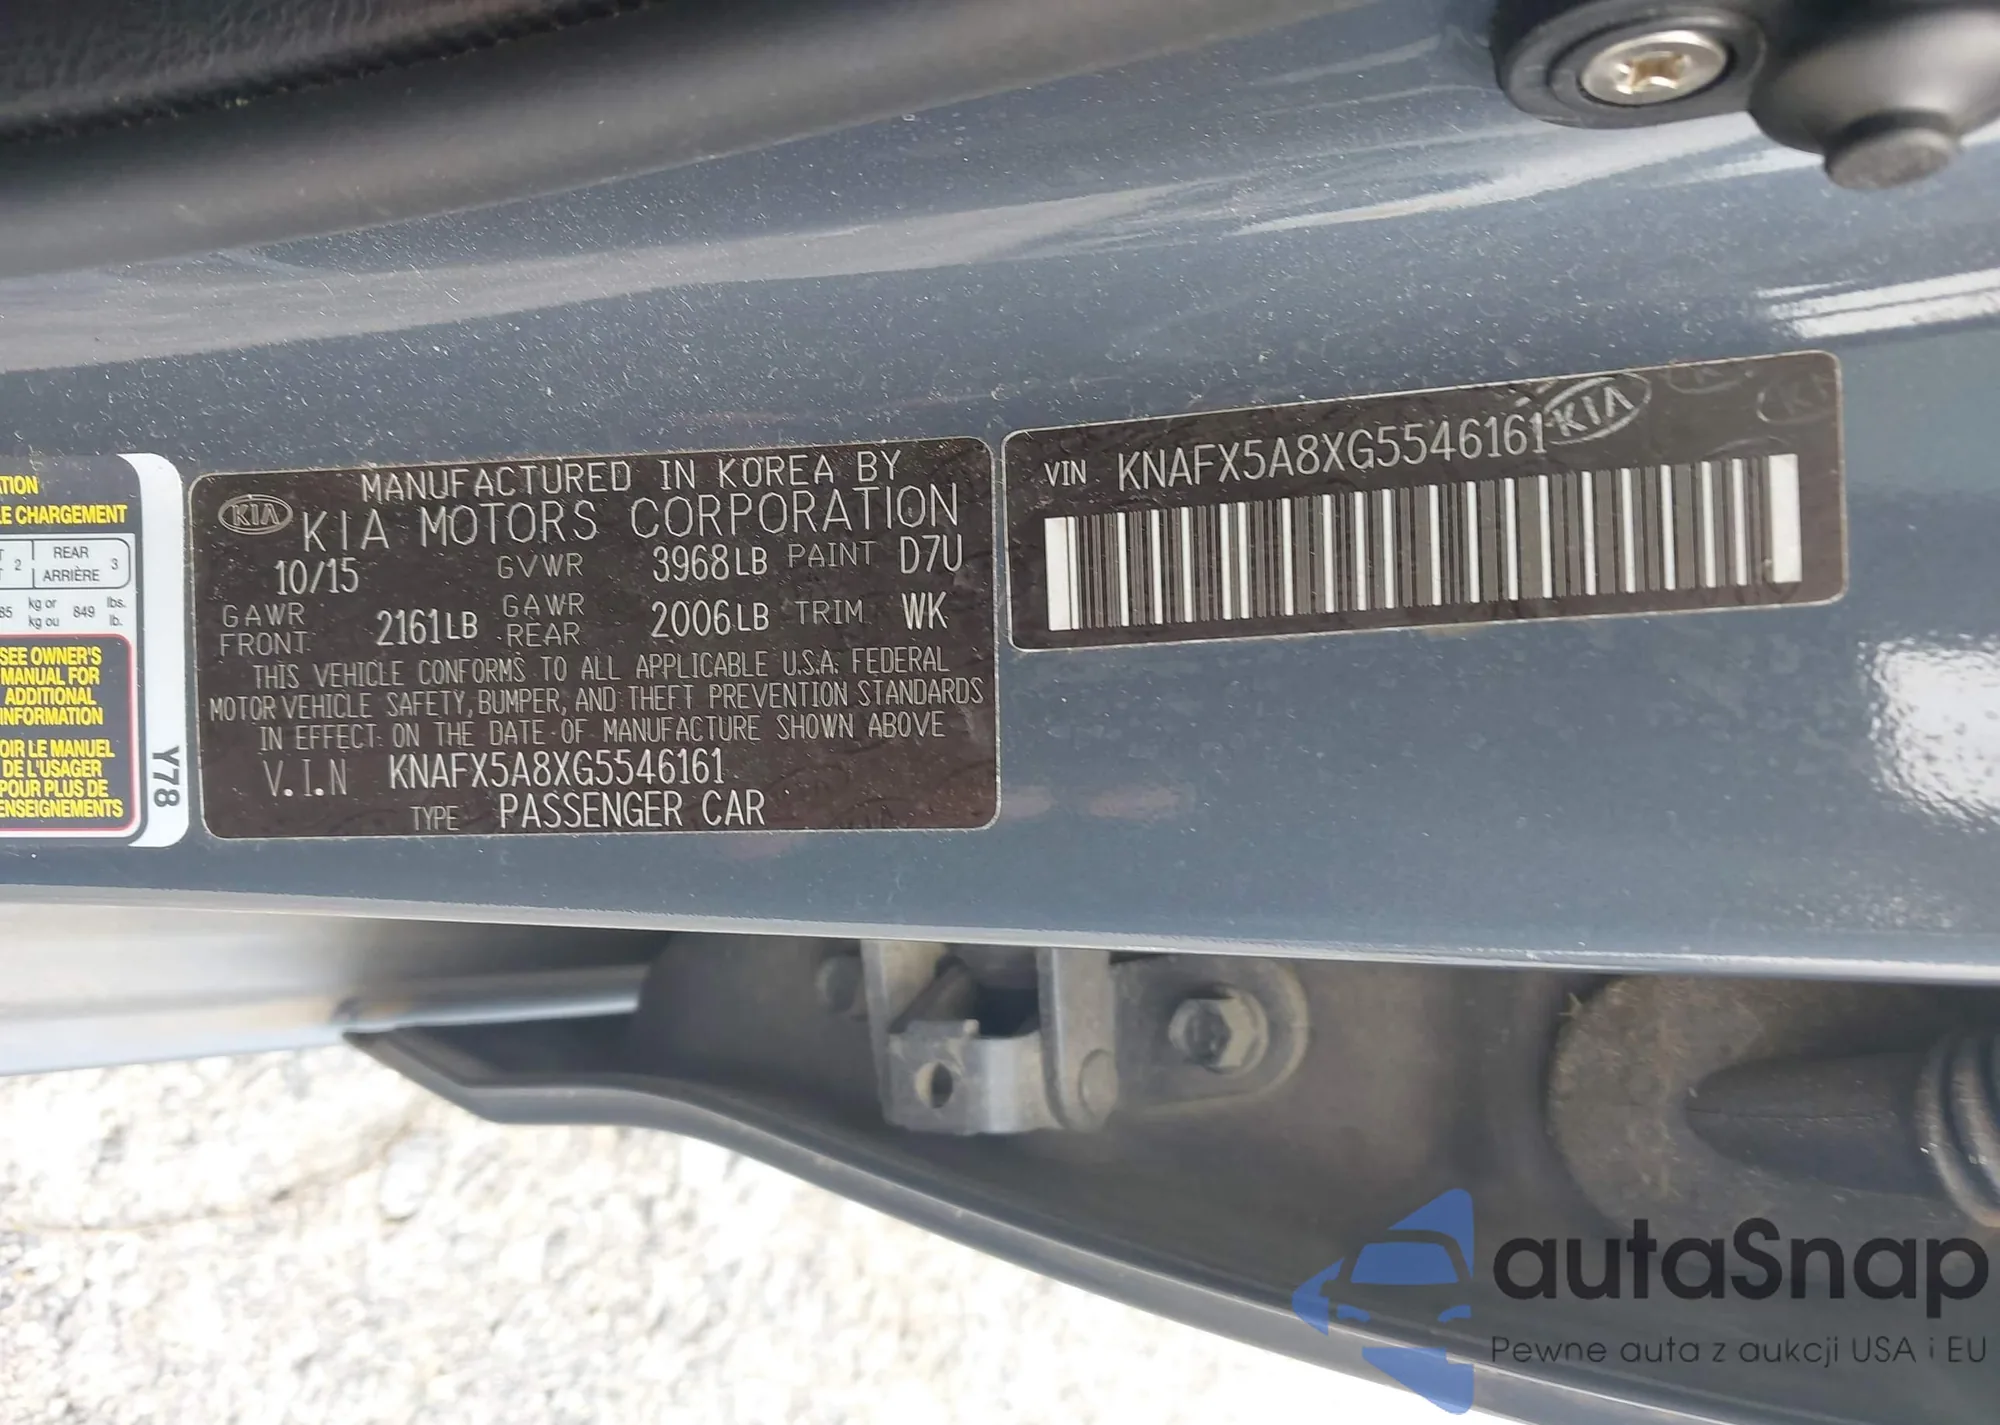 TION
LE CHARGEMENT
2 REAR 3
ARRIÈRE
kg or 849 lbs.
kg ou lb.
SEE OWNER'S
MANUAL FOR
ADDITIONAL
INFORMATION
OIR LE MANUEL
DE L'USAGER
POUR PLUS DE
ENSEIGNEMENTS
Y78
KIA
MANUFACTURED IN KOREA BY
KIA MOTORS CORPORATION
10/15 GVWR 3968LB PAINT D7U
GAWR FRONT 2161LB GAWR REAR 2006LB TRIM WK
THIS VEHICLE CONFORMS TO ALL APPLICABLE U.S.A. FEDERAL
MOTOR VEHICLE SAFETY, BUMPER, AND THEFT PREVENTION STANDARDS
IN EFFECT ON THE DATE OF MANUFACTURE SHOWN ABOVE
V.I.N KNAFX5A8XG5546161
TYPE PASSENGER CAR
VIN KNAFX5A8XG5546161
KIA
autaSnap
Pewne auta z aukcji USA i EU